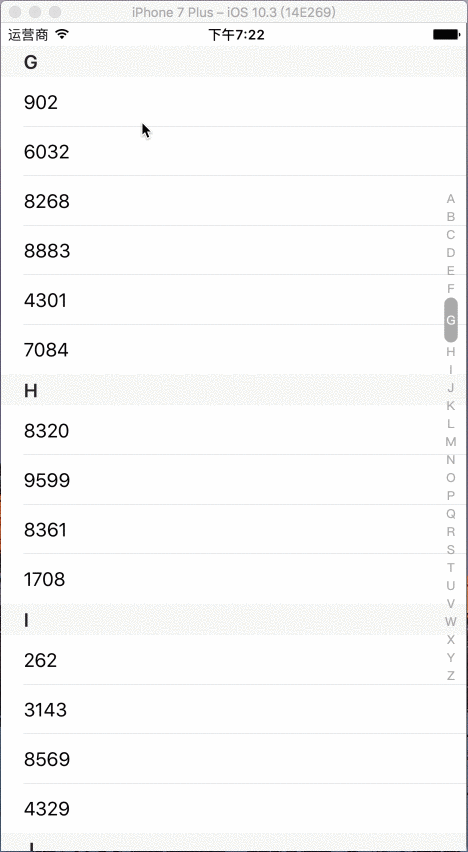 iPhone 7 Plus – iOS 10.3 (14E269)
运营商 下午7:22
G
902
6032
8268
8883
4301
7084
H
8320
9599
8361
1708
I
262
3143
8569
4329
J
A
B
C
D
E
F
G
H
I
J
K
L
M
N
O
P
Q
R
S
T
U
V
W
X
Y
Z